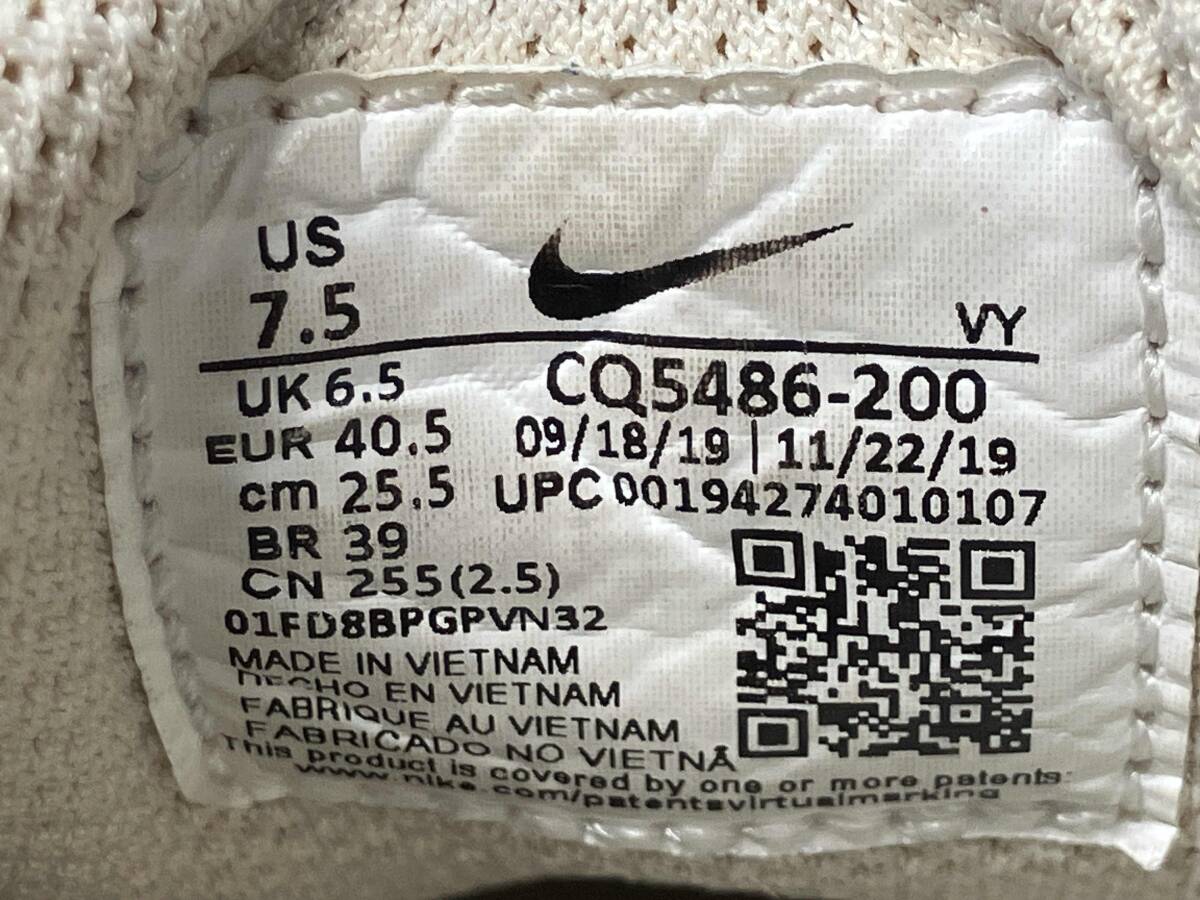 US
7.5
VY
UK 6.5
CQ5486-200
EUR 40.5
09/18/19 | 11/22/19
cm 25.5
UPC 00194274010107
BR 39
CN 255(2.5)
01FD8BPGPVN32
MADE IN VIETNAM
HECHO EN VIETNAM
FABRIQUE AU VIETNAM
FABRICADO NO VIETNÃ
This product is covered by one or more patents:
www.nike.com/patentsvirtualmarking